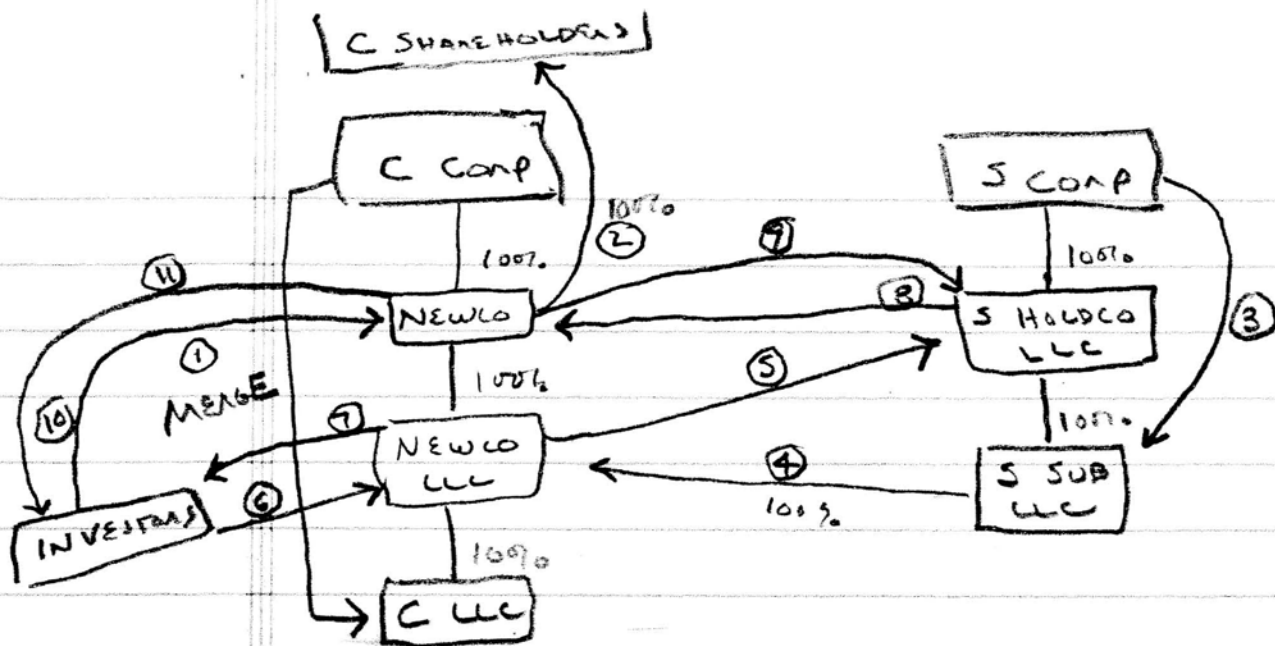 C SHAREHOLDERS
C CORP
S CORP
100%
②
⑨
⑪
100%
100%
NEWCO
⑧
S HOLDCO
LLC
③
①
⑤
MERGE
100%
⑩
⑦
NEWCO
LLC
100%
④
S SUB
LLC
⑥
100%
INVESTORS
100%
C LLC